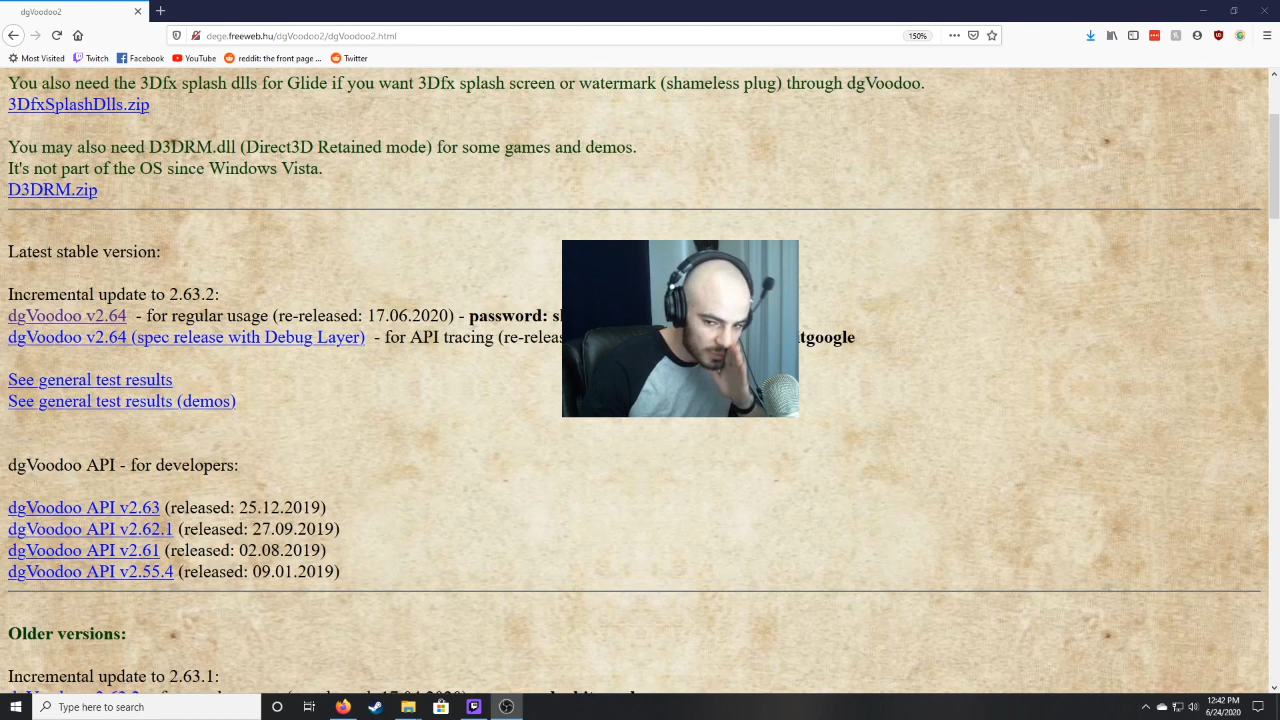 dgVoodoo2
dege.freeweb.hu/dgVoodoo2/dgVoodoo2.html
150%
Most Visited
Twitch
Facebook
YouTube
reddit: the front page ...
Twitter
You also need the 3Dfx splash dlls for Glide if you want 3Dfx splash screen or watermark (shameless plug) through dgVoodoo.
3DfxSplashDlls.zip
You may also need D3DRM.dll (Direct3D Retained mode) for some games and demos.
It's not part of the OS since Windows Vista.
D3DRM.zip
Latest stable version:
Incremental update to 2.63.2:
dgVoodoo v2.64 - for regular usage (re-released: 17.06.2020) - password:
dgVoodoo v2.64 (spec release with Debug Layer) - for API tracing (re-relea tgoogle
See general test results
See general test results (demos)
dgVoodoo API - for developers:
dgVoodoo API v2.63 (released: 25.12.2019)
dgVoodoo API v2.62.1 (released: 27.09.2019)
dgVoodoo API v2.61 (released: 02.08.2019)
dgVoodoo API v2.55.4 (released: 09.01.2019)
Older versions:
Incremental update to 2.63.1:
Type here to search
12:42 PM
6/24/2020